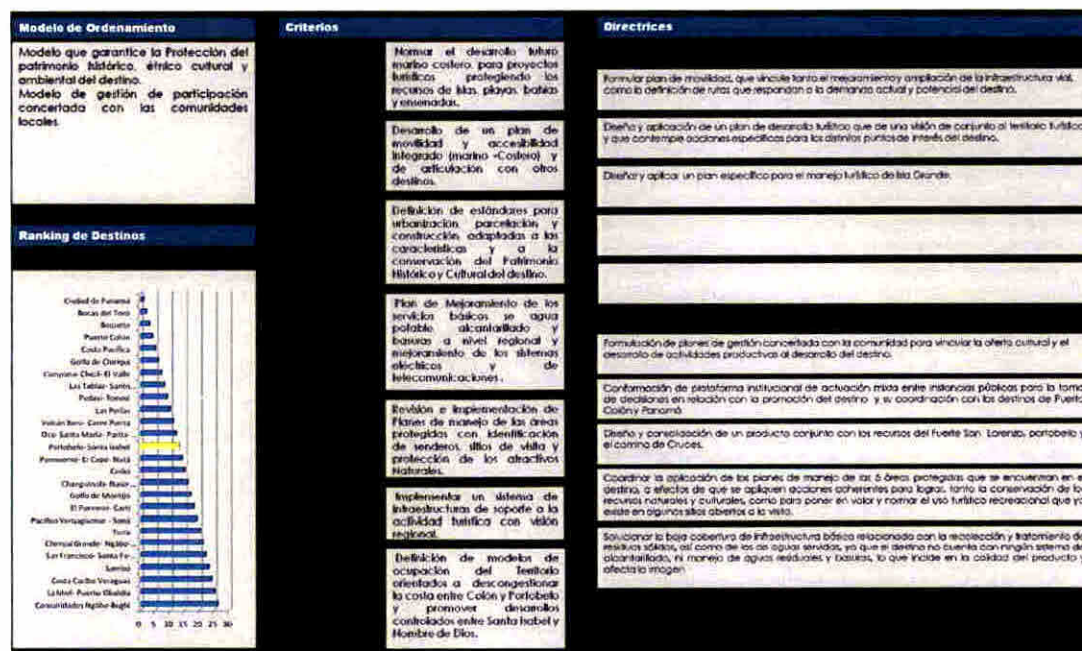 Modelo de Ordenamiento
Modelo que garantice la Protección del
patrimonio histórico, étnico cultural y
ambiental del destino.
Modelo de gestión de participación
concertada con las comunidades
locales.
Ranking de Destinos
Ciudad de Panamá
Bocas del Toro
Boquete
Puerto Colón
Costa Pacífica
Golfo de Chiriquí
Las Tablas- Santo
Pedasí- Tonosí
Las Perlas
Portobelo- Santa Isabel
Golfo de Montijo
El Porvenir- Cartí
San Francisco- Santa Fe-
Costa Caribe Veraguas
Comunidades Ngäbe-Buglé
0 5 10 15 20 25 30
Criterios
Normar el desarrollo futuro
marino costero, para proyectos
turísticos protegiendo los
recursos de islas, playas, bahías
y ensenadas.
Desarrollo de un plan de
movilidad y accesibilidad
integrado (marino -Costero) y
de articulación con otros
destinos.
Definición de estándares para
urbanización, parcelación y
construcción adaptadas a las
características y a la
conservación del Patrimonio
Histórico y Cultural del destino.
Plan de Mejoramiento de los
servicios básicos se agua
potable alcantarillado y
basuras a nivel regional y
mejoramiento de los sistemas
eléctricos y de
telecomunicaciones.
Revisión e implementación de
Planes de manejo de las áreas
protegidas con identificación
de senderos, sitios de visita y
protección de los atractivos
Naturales.
Implementar un sistema de
Infraestructuras de soporte a la
actividad turística con visión
regional.
Definición de modelos de
ocupación del Territorio
orientados a descongestionar
la costa entre Colón y Portobelo
y promover desarrollos
controlados entre Santa Isabel y
Nombre de Dios.
Directrices
Formular plan de movilidad, que vincule tanto el mejoramiento y ampliación de la infraestructura vial,
como la definición de rutas que respondan a la demanda actual y potencial del destino.
Diseño y aplicación de un plan de desarrollo turístico que de una visión de conjunto al territorio turístico
y que contemple acciones específicas para los distintos puntos de interés del destino.
Diseñar y aplicar un plan específico para el manejo turístico de Isla Grande.
Formulación de planes de gestión concertada con la comunidad para vincular la oferta cultural y el
desarrollo de actividades productivas al desarrollo del destino.
Conformación de plataforma institucional de actuación mixta entre instancias públicas para la toma
de decisiones en relación con la promoción del destino y su coordinación con los destinos de Puerto
Colón y Panamá
Diseño y consolidación de un producto conjunto con los recursos del Fuerte San Lorenzo, portobelo y
el camino de Cruces.
Coordinar la aplicación de los planes de manejo de las 5 áreas protegidas que se encuentran en el
destino, a efectos de que se apliquen acciones coherentes para lograr, tanto la conservación de los
recursos naturales y culturales, como para poner en valor y normar el uso turístico recreacional que ya
existe en algunos sitios abiertos a la visita.
Solucionar la baja cobertura de infraestructura básica relacionada con la recolección y tratamiento de
residuos sólidos, así como de los de aguas servidas, ya que el destino no cuenta con ningún sistema de
alcantarillado, ni manejo de aguas residuales y basuras, lo que incide en la calidad del producto y
afecta la imagen